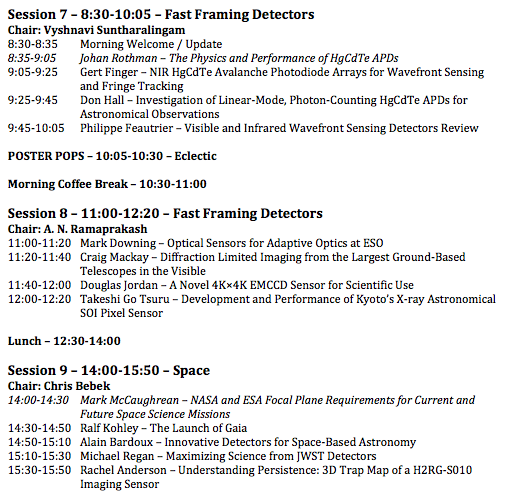 Session 7 – 8:30-10:05 – Fast Framing Detectors
Chair: Vyshnavi Suntharalingam
8:30-8:35 Morning Welcome / Update
8:35-9:05 Johan Rothman – The Physics and Performance of HgCdTe APDs
9:05-9:25 Gert Finger – NIR HgCdTe Avalanche Photodiode Arrays for Wavefront Sensing
and Fringe Tracking
9:25-9:45 Don Hall – Investigation of Linear-Mode, Photon-Counting HgCdTe APDs for
Astronomical Observations
9:45-10:05 Philippe Feautrier – Visible and Infrared Wavefront Sensing Detectors Review
POSTER POPS – 10:05-10:30 – Eclectic
Morning Coffee Break – 10:30-11:00
Session 8 – 11:00-12:20 – Fast Framing Detectors
Chair: A. N. Ramaprakash
11:00-11:20 Mark Downing – Optical Sensors for Adaptive Optics at ESO
11:20-11:40 Craig Mackay – Diffraction Limited Imaging from the Largest Ground-Based
Telescopes in the Visible
11:40-12:00 Douglas Jordan – A Novel 4K×4K EMCCD Sensor for Scientific Use
12:00-12:20 Takeshi Go Tsuru – Development and Performance of Kyoto's X-ray Astronomical
SOI Pixel Sensor
Lunch – 12:30-14:00
Session 9 – 14:00-15:50 – Space
Chair: Chris Bebek
14:00-14:30 Mark McCaughrean – NASA and ESA Focal Plane Requirements for Current and
Future Space Science Missions
14:30-14:50 Ralf Kohley – The Launch of Gaia
14:50-15:10 Alain Bardoux – Innovative Detectors for Space-Based Astronomy
15:10-15:30 Michael Regan – Maximizing Science from JWST Detectors
15:30-15:50 Rachel Anderson – Understanding Persistence: 3D Trap Map of a H2RG-S010
Imaging Sensor